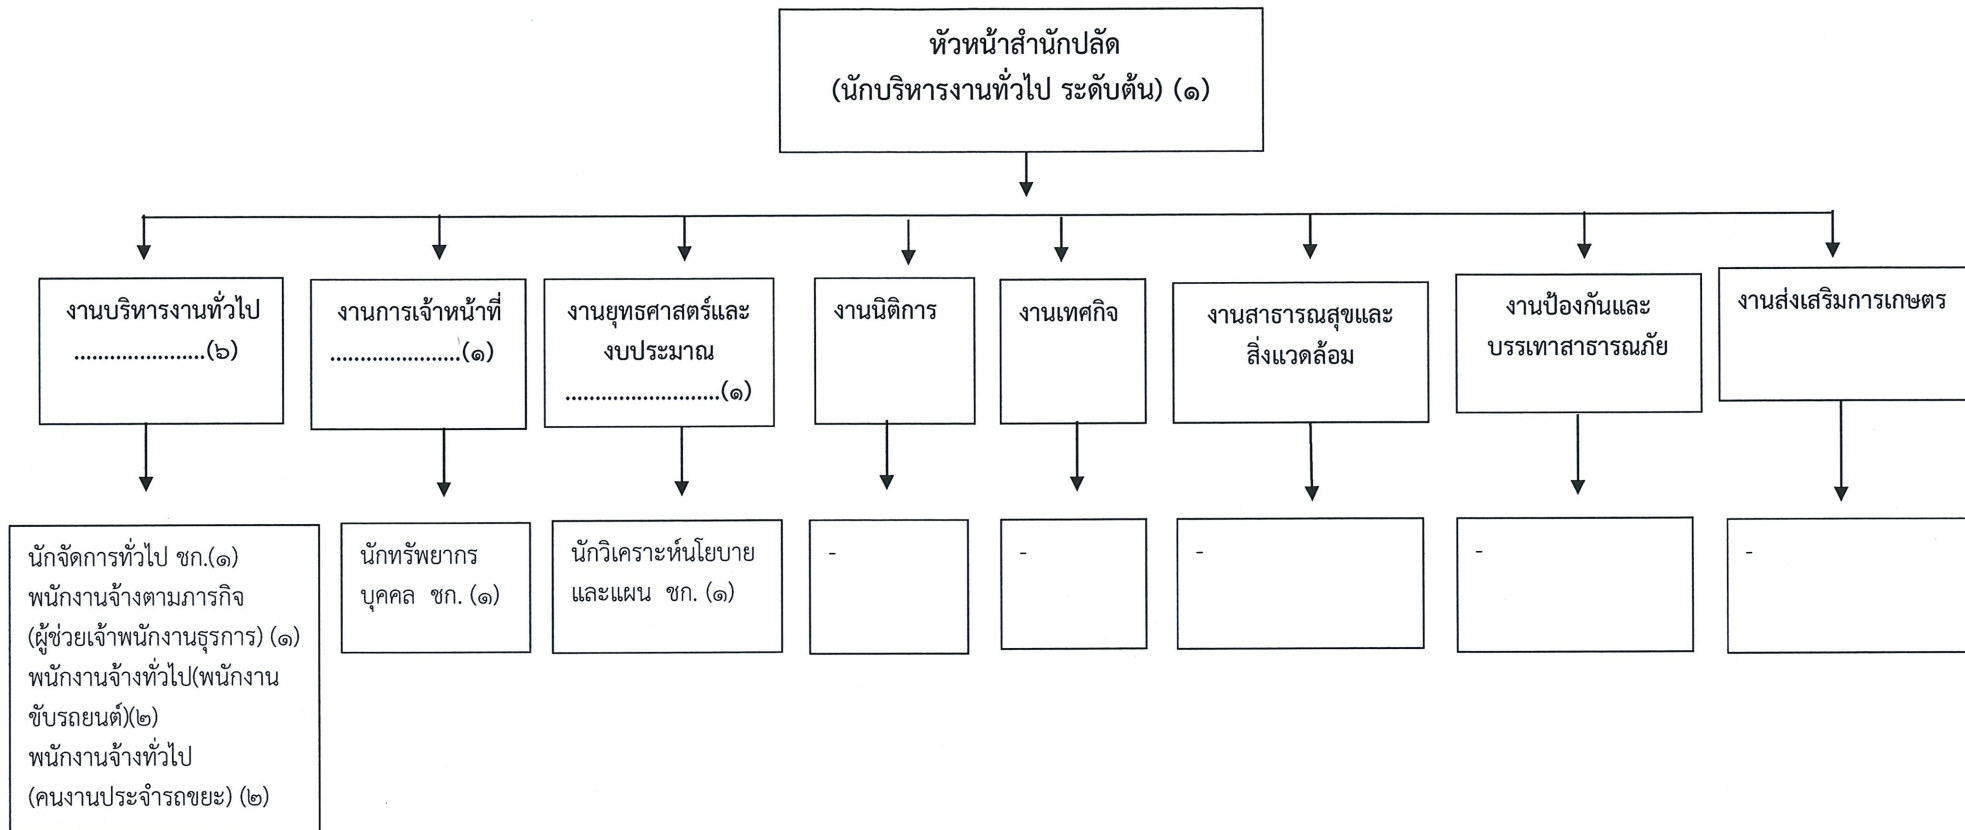 หัวหน้าสำนักปลัด
(นักบริหารงานทั่วไป ระดับต้น) (๑)
งานบริหารงานทั่วไป
......................(๖)
งานการเจ้าหน้าที่
......................(๑)
งานยุทธศาสตร์และ
งบประมาณ
..........................(๑)
งานนิติการ
งานเทศกิจ
งานสาธารณสุขและ
สิ่งแวดล้อม
งานป้องกันและ
บรรเทาสาธารณภัย
งานส่งเสริมการเกษตร
นักจัดการทั่วไป ชก.(๑)
พนักงานจ้างตามภารกิจ
(ผู้ช่วยเจ้าพนักงานธุรการ) (๑)
พนักงานจ้างทั่วไป(พนักงาน
ขับรถยนต์)(๒)
พนักงานจ้างทั่วไป
(คนงานประจำรถขยะ) (๒)
นักทรัพยากร
บุคคล ชก. (๑)
นักวิเคราะห์นโยบาย
และแผน ชก. (๑)
-
-
-
-
-